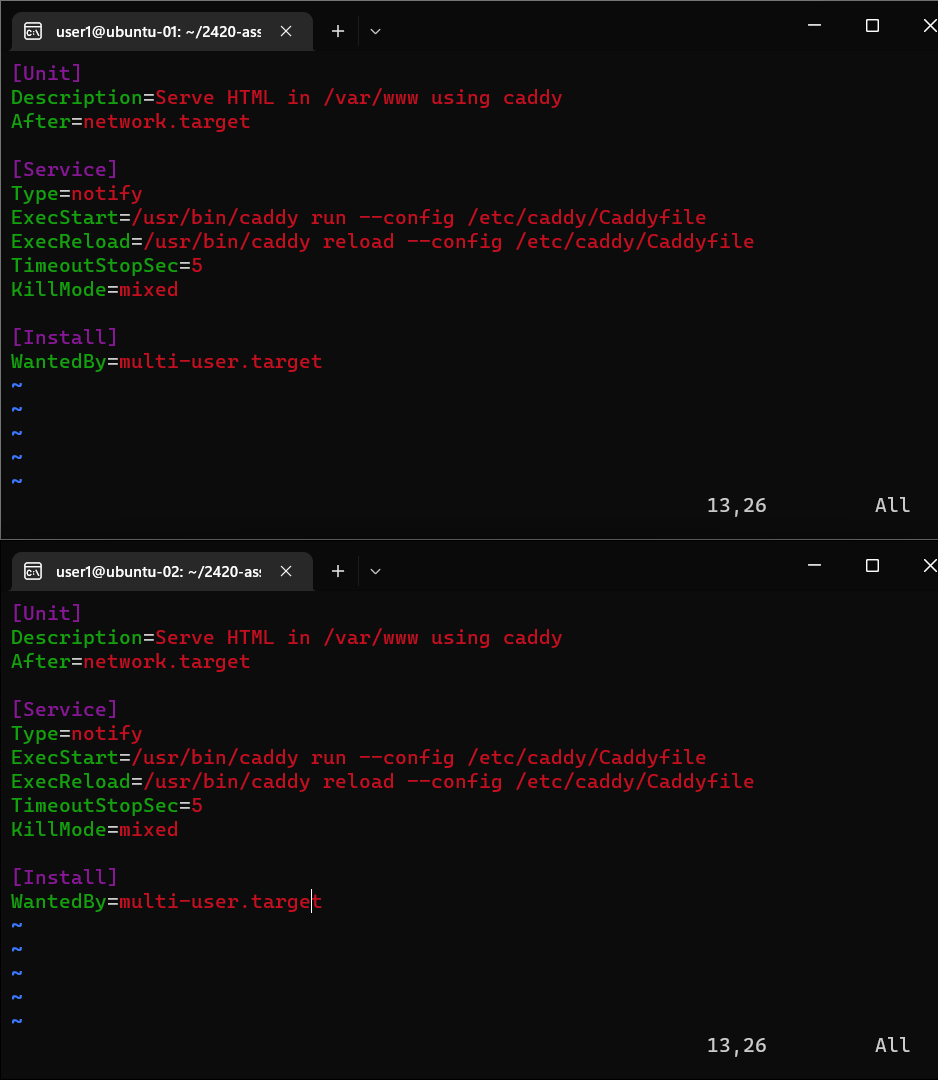 user1@ubuntu-01: ~/2420-ass
[Unit]
Description=Serve HTML in /var/www using caddy
After=network.target
[Service]
Type=notify
ExecStart=/usr/bin/caddy run --config /etc/caddy/Caddyfile
ExecReload=/usr/bin/caddy reload --config /etc/caddy/Caddyfile
TimeoutStopSec=5
KillMode=mixed
[Install]
WantedBy=multi-user.target
~
~
~
~
~
13,26 All
user1@ubuntu-02: ~/2420-as
[Unit]
Description=Serve HTML in /var/www using caddy
After=network.target
[Service]
Type=notify
ExecStart=/usr/bin/caddy run --config /etc/caddy/Caddyfile
ExecReload=/usr/bin/caddy reload --config /etc/caddy/Caddyfile
TimeoutStopSec=5
KillMode=mixed
[Install]
WantedBy=multi-user.target
~
~
~
~
~
13,26 All